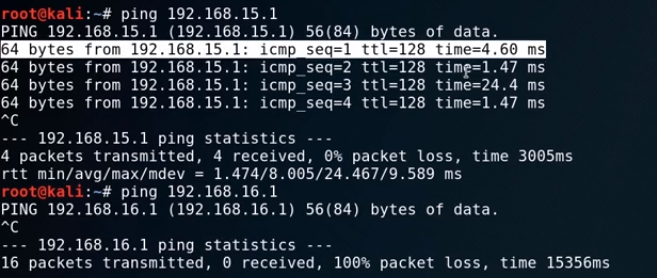 root@kali:~# ping 192.168.15.1
PING 192.168.15.1 (192.168.15.1) 56(84) bytes of data.
64 bytes from 192.168.15.1: icmp_seq=1 ttl=128 time=4.60 ms
64 bytes from 192.168.15.1: icmp_seq=2 ttl=128 time=1.47 ms
64 bytes from 192.168.15.1: icmp_seq=3 ttl=128 time=24.4 ms
64 bytes from 192.168.15.1: icmp_seq=4 ttl=128 time=1.47 ms
^C
--- 192.168.15.1 ping statistics ---
4 packets transmitted, 4 received, 0% packet loss, time 3005ms
rtt min/avg/max/mdev = 1.474/8.005/24.467/9.589 ms
root@kali:~# ping 192.168.16.1
PING 192.168.16.1 (192.168.16.1) 56(84) bytes of data.
^C
--- 192.168.16.1 ping statistics ---
16 packets transmitted, 0 received, 100% packet loss, time 15356ms